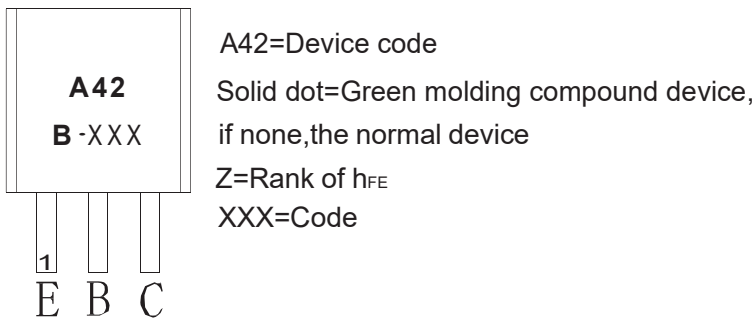 A42
B -XXX
1
E B C
A42=Device code
Solid dot=Green molding compound device,
if none,the normal device
Z=Rank of hFE
XXX=Code